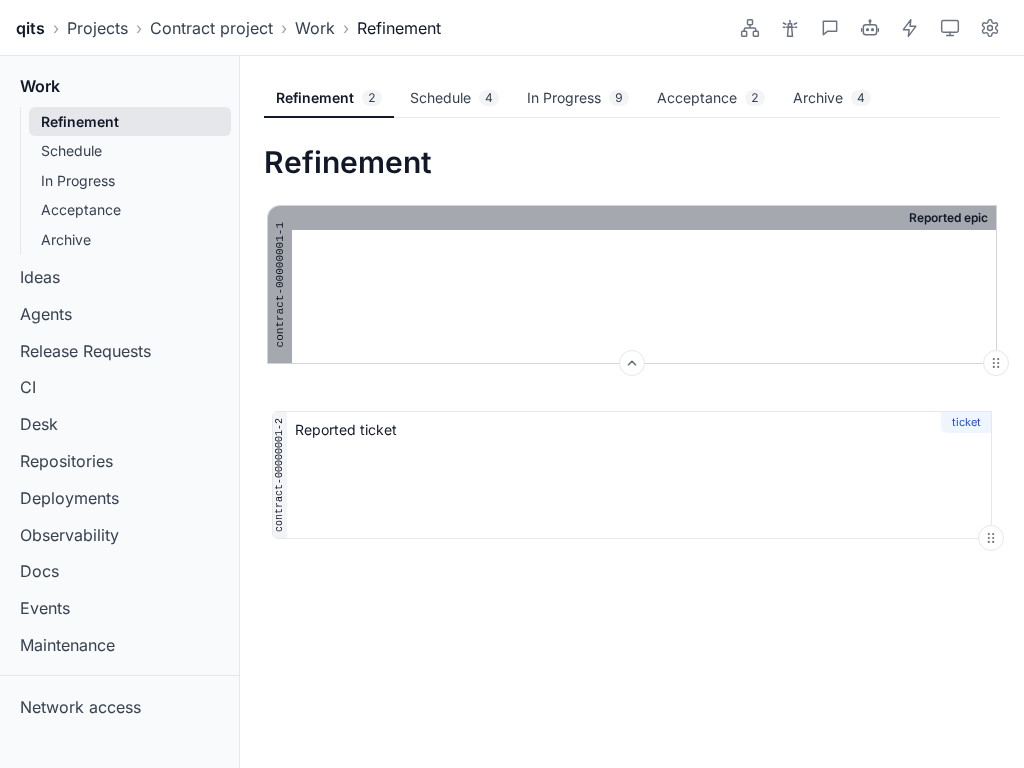 qits › Projects › Contract project › Work › Refinement
Work
Refinement
Schedule
In Progress
Acceptance
Archive
Ideas
Agents
Release Requests
CI
Desk
Repositories
Deployments
Observability
Docs
Events
Maintenance
Network access
Refinement 2 Schedule 4 In Progress 9 Acceptance 2 Archive 4
Refinement
Reported epic
contract-00000001-1
contract-00000001-2
Reported ticket
ticket